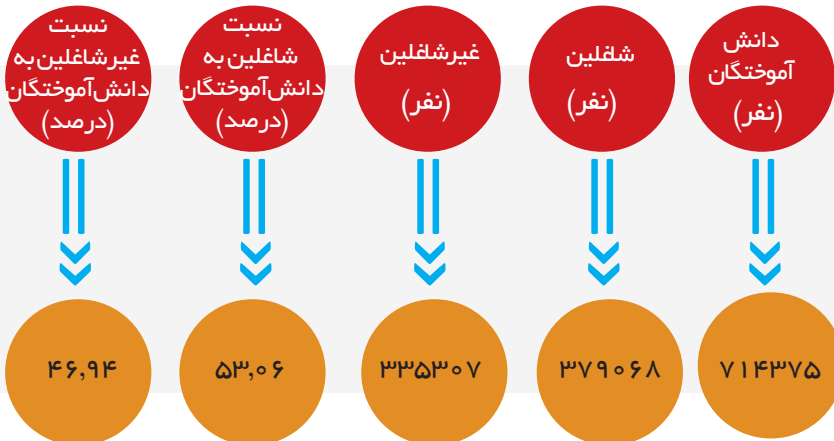 دانش
آموختگان
(نفر)
شاغلین
(نفر)
غیرشاغلین
(نفر)
نسبت
شاغلین به
دانش‌آموختگان
(درصد)
نسبت
غیرشاغلین به
دانش‌آموختگان
(درصد)
۷۱۴۳۷۵
۳۷۹۰۶۸
۳۳۵۳۰۷
۵۳,۰۶
۴۶,۹۴